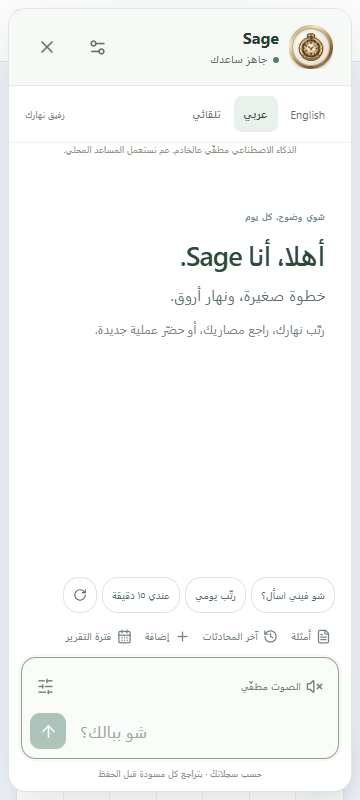 Sage
جاهز ساعدك
English عربي تلقائي رفيق نهارك
الذكاء الاصطناعي مطفّي عالخادم. عم نستعمل المساعد المحلي.
شوي وضوح، كل يوم
أهلا، أنا Sage.
خطوة صغيرة، ونهار أروق.
رتّب نهارك، راجع مصاريك، أو حضّر عملية جديدة.
شو فيني اسأل؟ رتّب يومي عندي ١٥ دقيقة
أمثلة آخر المحادثات إضافة فترة التقرير
الصوت مطفّي
شو ببالك؟
حسب سجلاتك · بتراجع كل مسودة قبل الحفظ